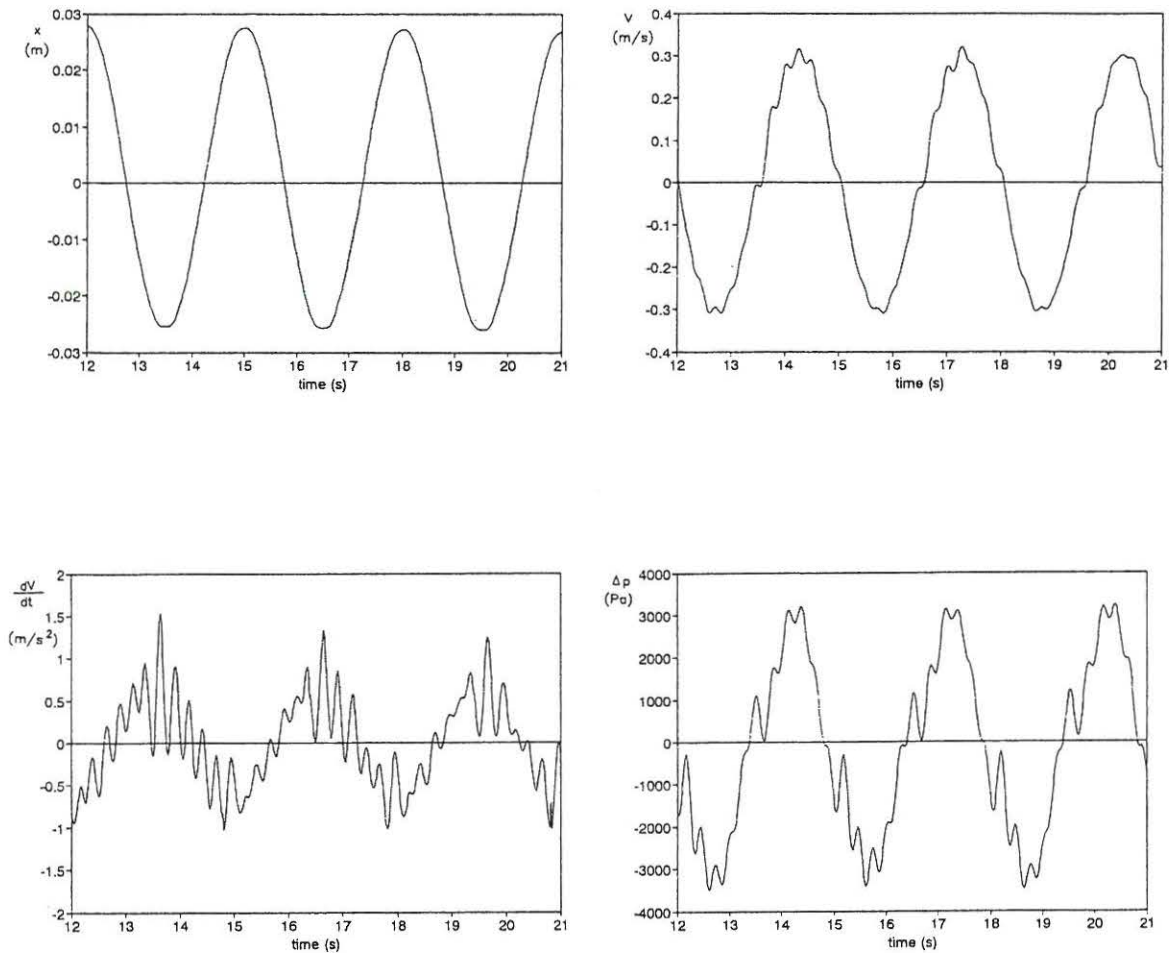 x
(m)
0.03
0.02
0.01
0
-0.01
-0.02
-0.03
12 13 14 15 16 17 18 19 20 21
time (s)
V
(m/s)
0.4
0.3
0.2
0.1
0
-0.1
-0.2
-0.3
-0.4
12 13 14 15 16 17 18 19 20 21
time (s)
dV
dt
(m/s²)
2
1.5
1
0.5
0
-0.5
-1
-1.5
-2
12 13 14 15 16 17 18 19 20 21
time (s)
Δp
(Pa)
4000
3000
2000
1000
0
-1000
-2000
-3000
-4000
12 13 14 15 16 17 18 19 20 21
time (s)